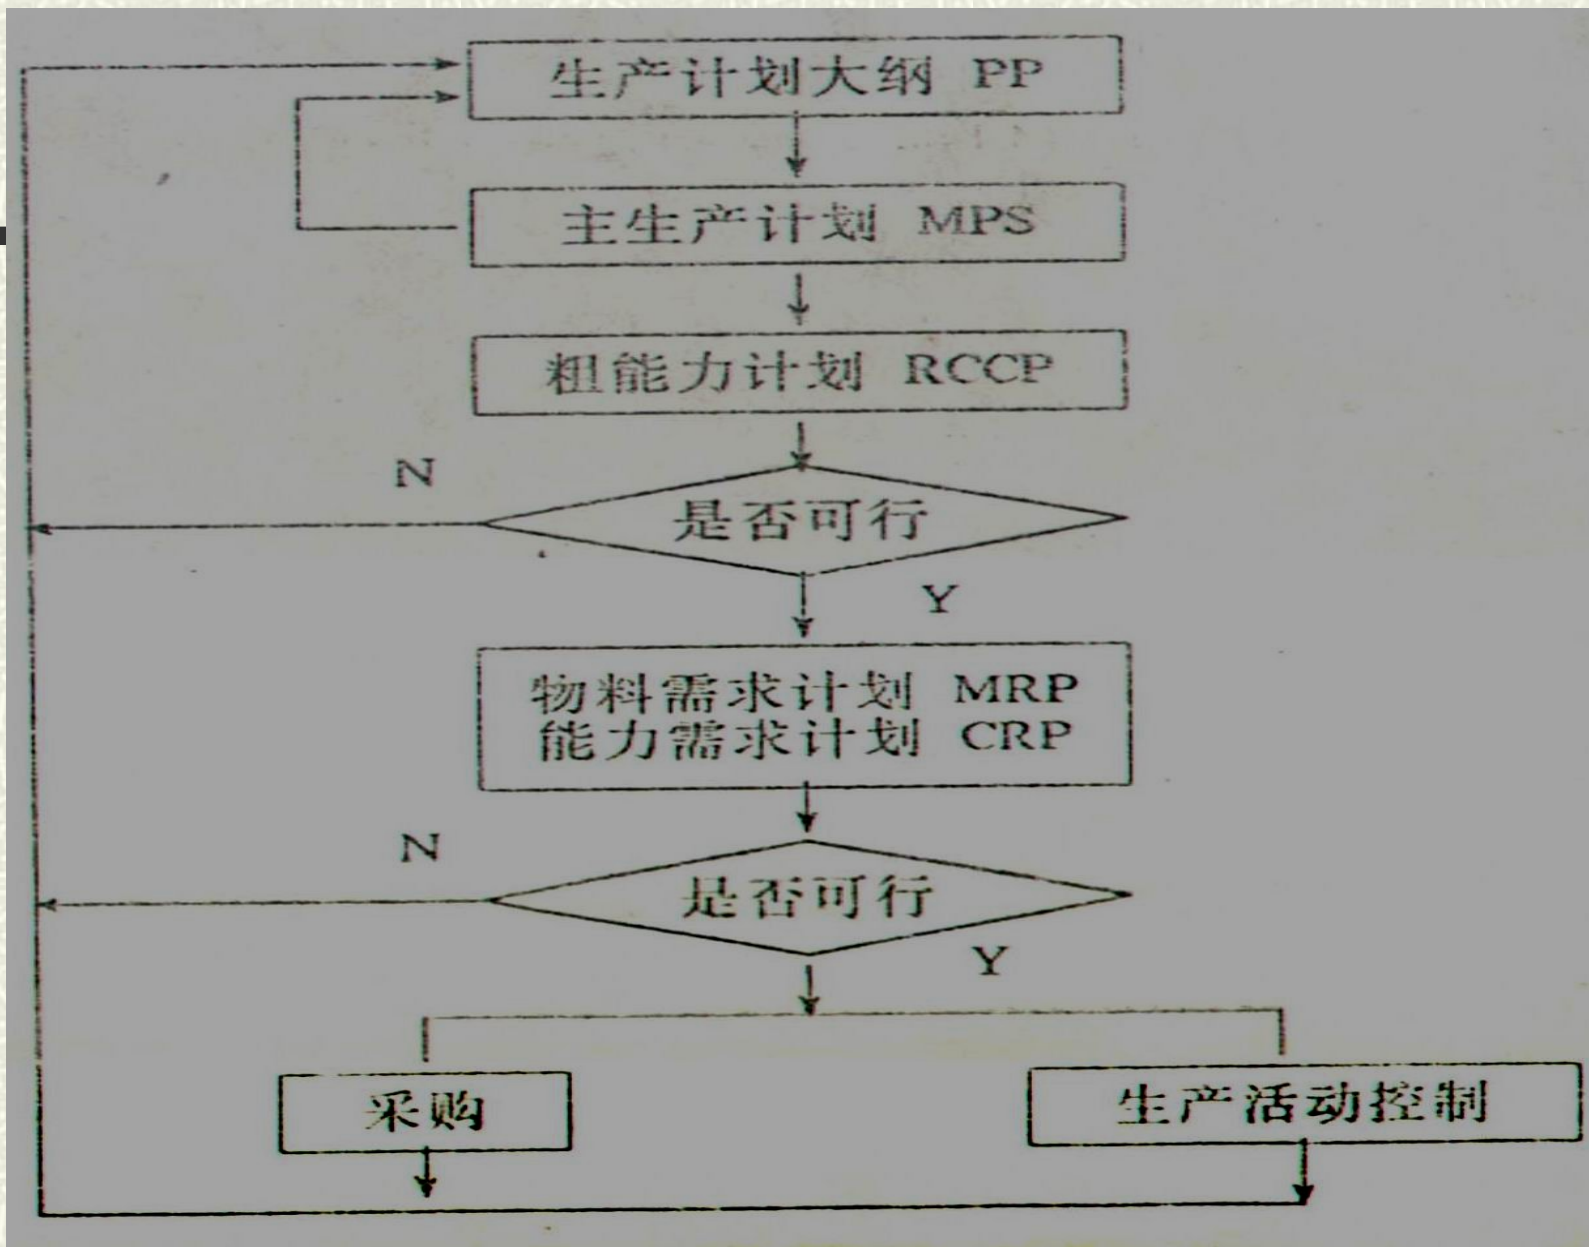 生产计划大纲 PP
主生产计划 MPS
粗能力计划 RCCP
N
是否可行
Y
物料需求计划 MRP
能力需求计划 CRP
N
是否可行
Y
采购
生产活动控制